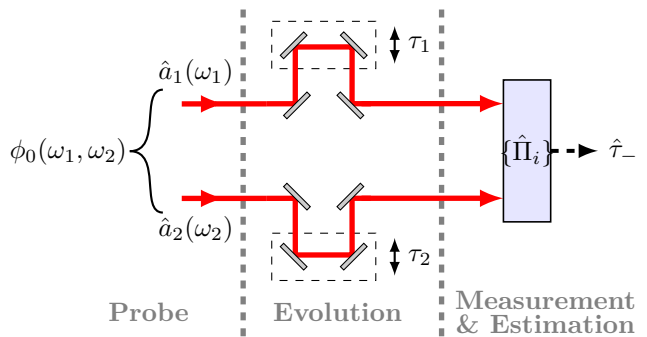 τ₁
â₁(ω₁)
ϕ₀(ω₁, ω₂)
{Π̂ᵢ}
τ̂₋
â₂(ω₂)
τ₂
Probe
Evolution
Measurement
& Estimation